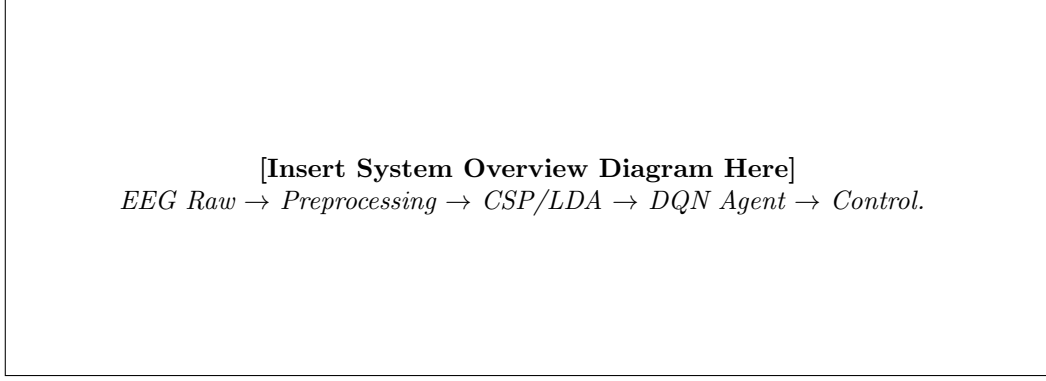 [Insert System Overview Diagram Here]
EEG Raw → Preprocessing → CSP/LDA → DQN Agent → Control.